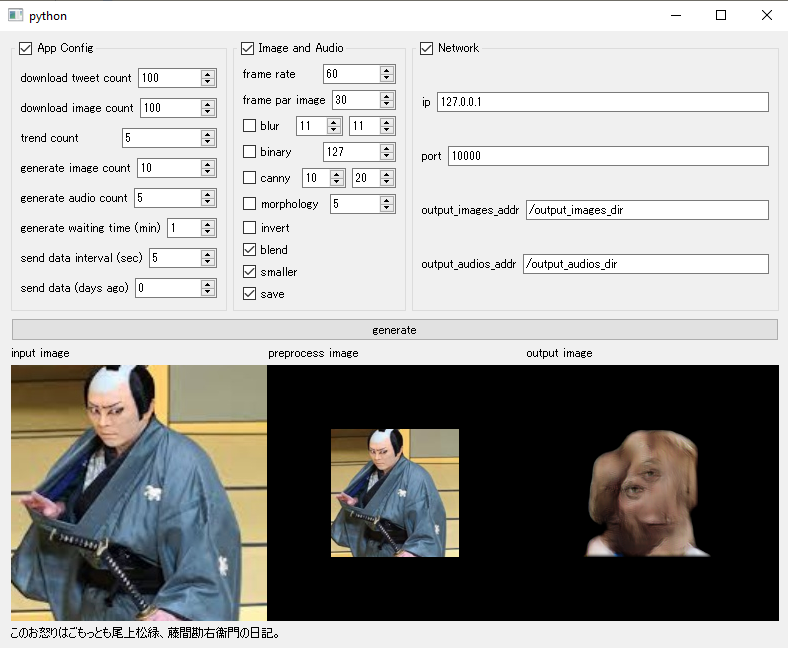 python
App Config
download tweet count 100
download image count 100
trend count 5
generate image count 10
generate audio count 5
generate waiting time (min) 1
send data interval (sec) 5
send data (days ago) 0
Image and Audio
frame rate 60
frame par image 30
blur 11 11
binary 127
canny 10 20
morphology 5
invert
blend
smaller
save
Network
ip 127.0.0.1
port 10000
output_images_addr /output_images_dir
output_audios_addr /output_audios_dir
generate
input image
preprocess image
output image
このお怒りはごもっとも尾上松緑、藤間勘右衞門の日記。